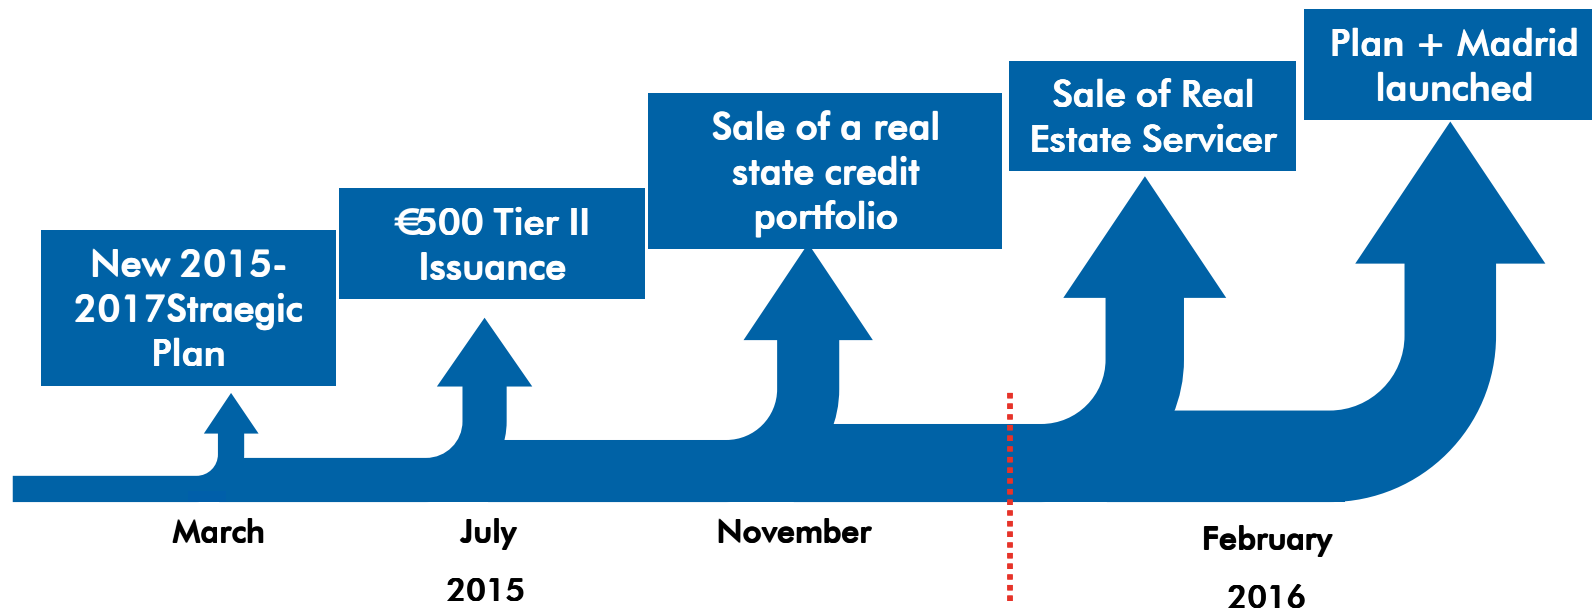 New 2015-
2017Straegic
Plan
€500 Tier II
Issuance
Sale of a real
state credit
portfolio
Sale of Real
Estate Servicer
Plan + Madrid
launched
March
July
November
February
2015
2016